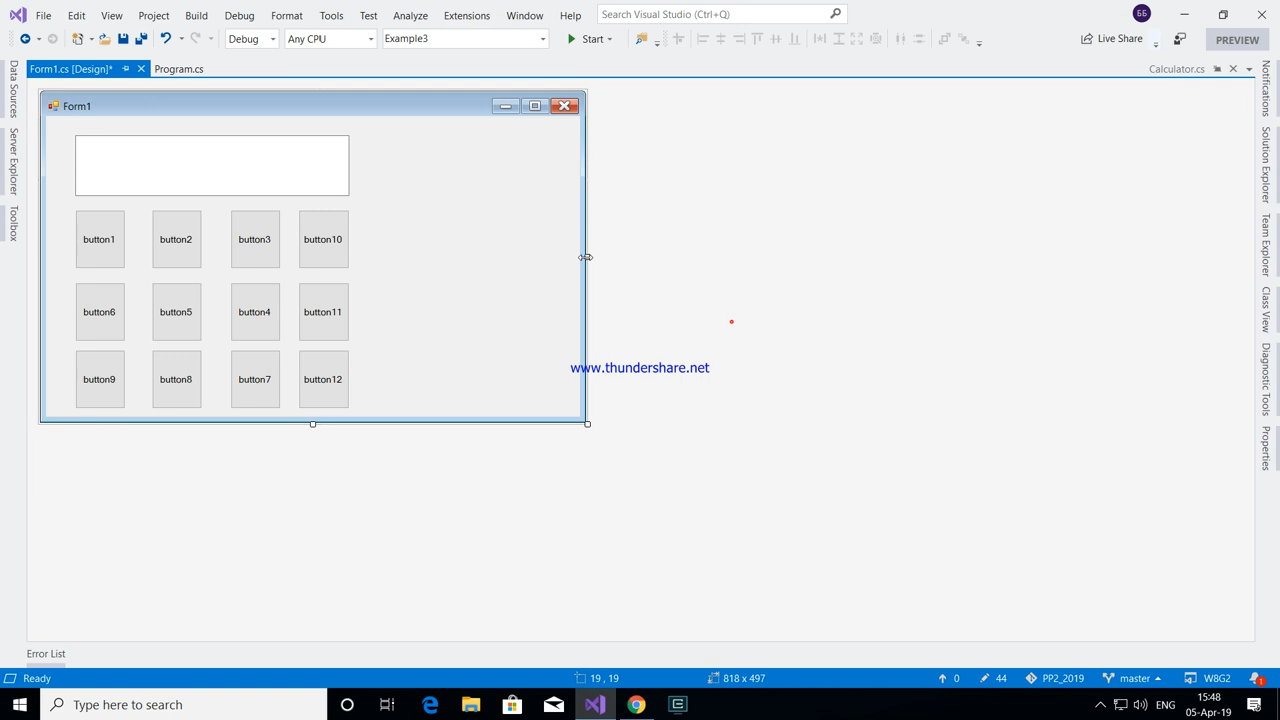 File Edit View Project Build Debug Format Tools Test Analyze Extensions Window Help Search Visual Studio (Ctrl+Q) ББ
Debug Any CPU Example3 Start Live Share PREVIEW
Form1.cs [Design]* Program.cs Calculator.cs
Data Sources
Server Explorer
Toolbox
Form1
button1 button2 button3 button10
button6 button5 button4 button11
button9 button8 button7 button12
www.thundershare.net
Notifications
Solution Explorer
Team Explorer
Class View
Diagnostic Tools
Properties
Error List
Ready 19 , 19 818 x 497 0 44 PP2_2019 master W8G2 1
Type here to search ENG 15:48
05-Apr-19